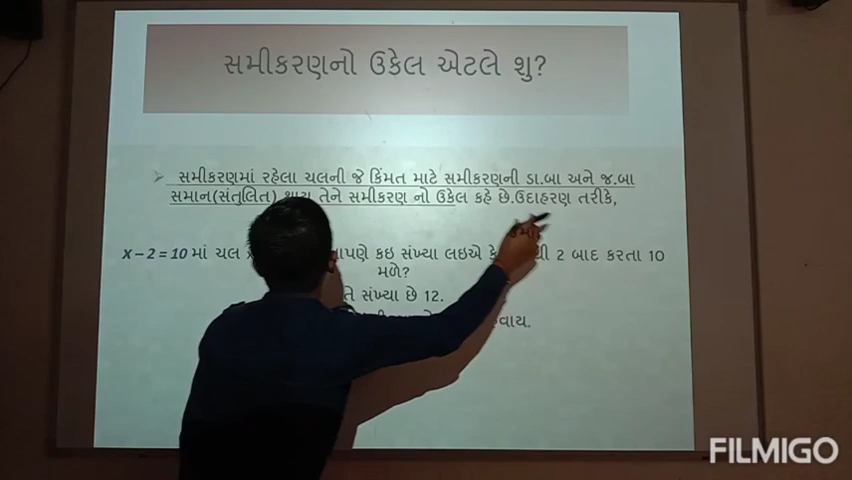 સમીકરણનો ઉકેલ એટલે શુ?
સમીકરણમાં રહેલા ચલની જે કિંમત માટે સમીકરણની ડા.બા અને જ.બા
સમાન(સંતુલિત) થાય તેને સમીકરણ નો ઉકેલ કહે છે.ઉદાહરણ તરીકે,
x – 2 = 10 માં ચલ આપણે કઇ સંખ્યા લઇએ 2 બાદ કરતા 10
મળે?
તે સંખ્યા છે 12.
FILMIGO